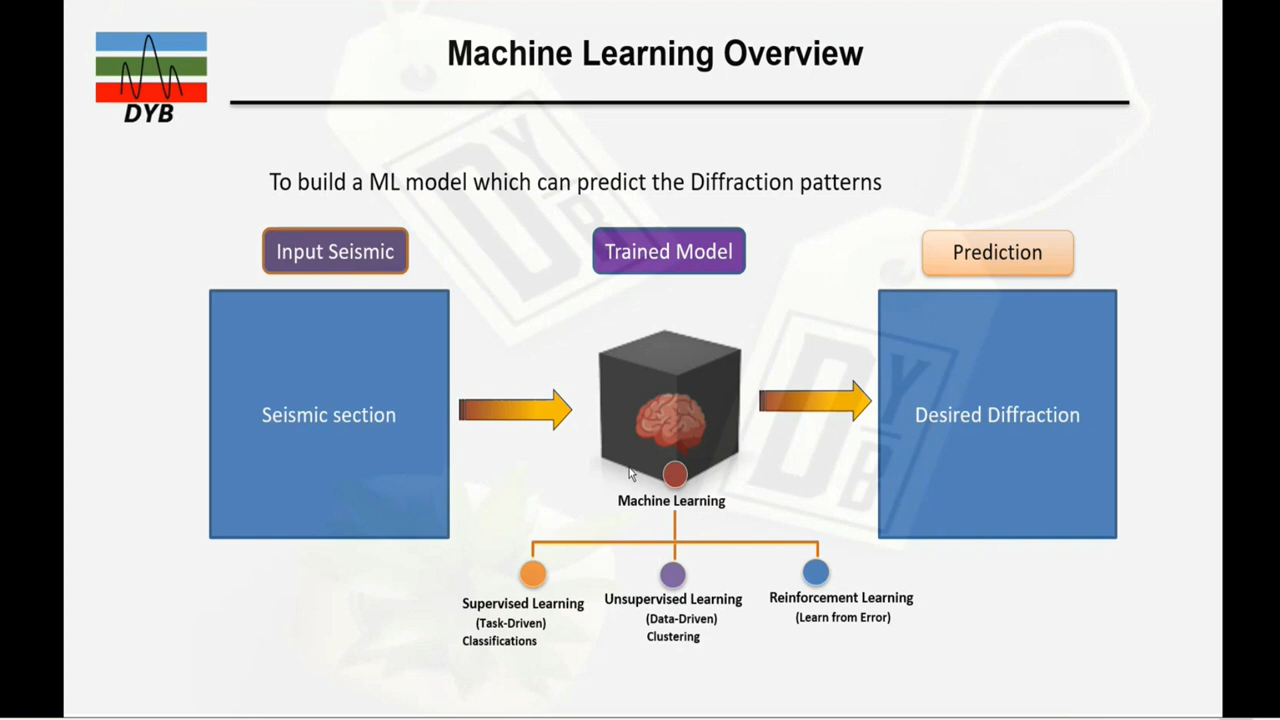 Machine Learning Overview
DYB
To build a ML model which can predict the Diffraction patterns
Input Seismic
Trained Model
Prediction
Seismic section
Desired Diffraction
Machine Learning
Supervised Learning
(Task-Driven)
Classifications
Unsupervised Learning
(Data-Driven)
Clustering
Reinforcement Learning
(Learn from Error)
DYB
DYB